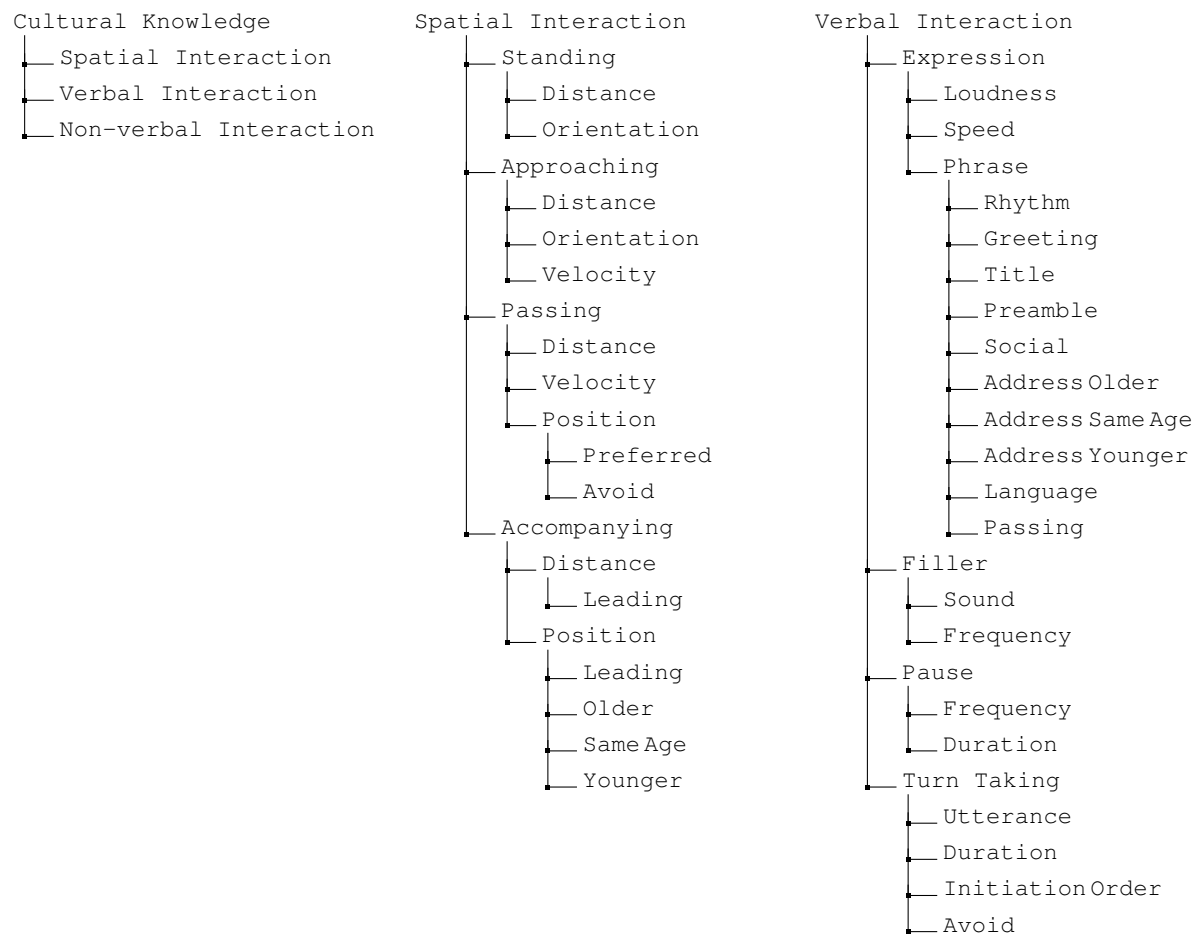 Cultural Knowledge
Spatial Interaction
Verbal Interaction
Non-verbal Interaction
Spatial Interaction
Standing
Distance
Orientation
Approaching
Distance
Orientation
Velocity
Passing
Distance
Velocity
Position
Preferred
Avoid
Accompanying
Distance
Leading
Position
Leading
Older
Same Age
Younger
Verbal Interaction
Expression
Loudness
Speed
Phrase
Rhythm
Greeting
Title
Preamble
Social
Address Older
Address Same Age
Address Younger
Language
Passing
Filler
Sound
Frequency
Pause
Frequency
Duration
Turn Taking
Utterance
Duration
Initiation Order
Avoid